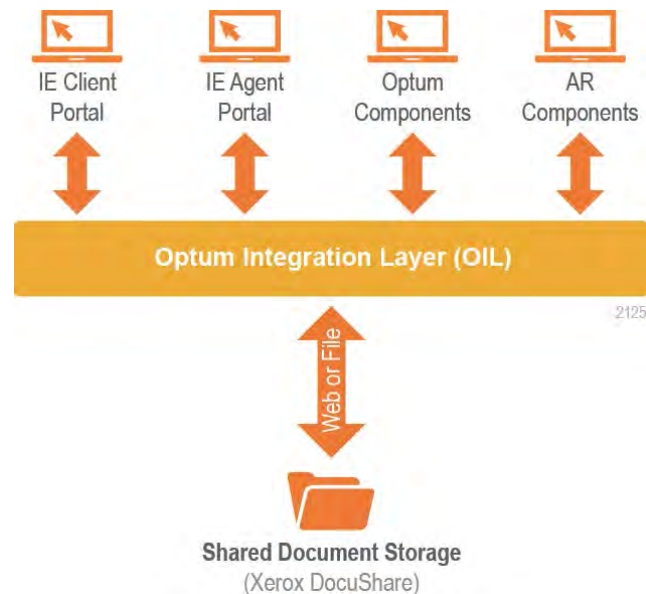 IE Client
Portal
IE Agent
Portal
Optum
Components
AR
Components
Optum Integration Layer (OIL)
2125
Web or File
Shared Document Storage
(Xerox DocuShare)